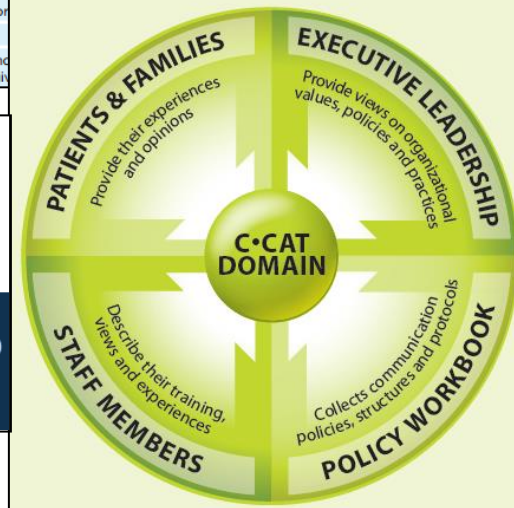 PATIENTS & FAMILIES
Provide their experiences
and opinions
EXECUTIVE LEADERSHIP
Provide views on organizational
values, policies and practices
C•CAT
DOMAIN
STAFF MEMBERS
Describe their training,
views and experiences
POLICY WORKBOOK
Collects communication
policies, structures and protocols